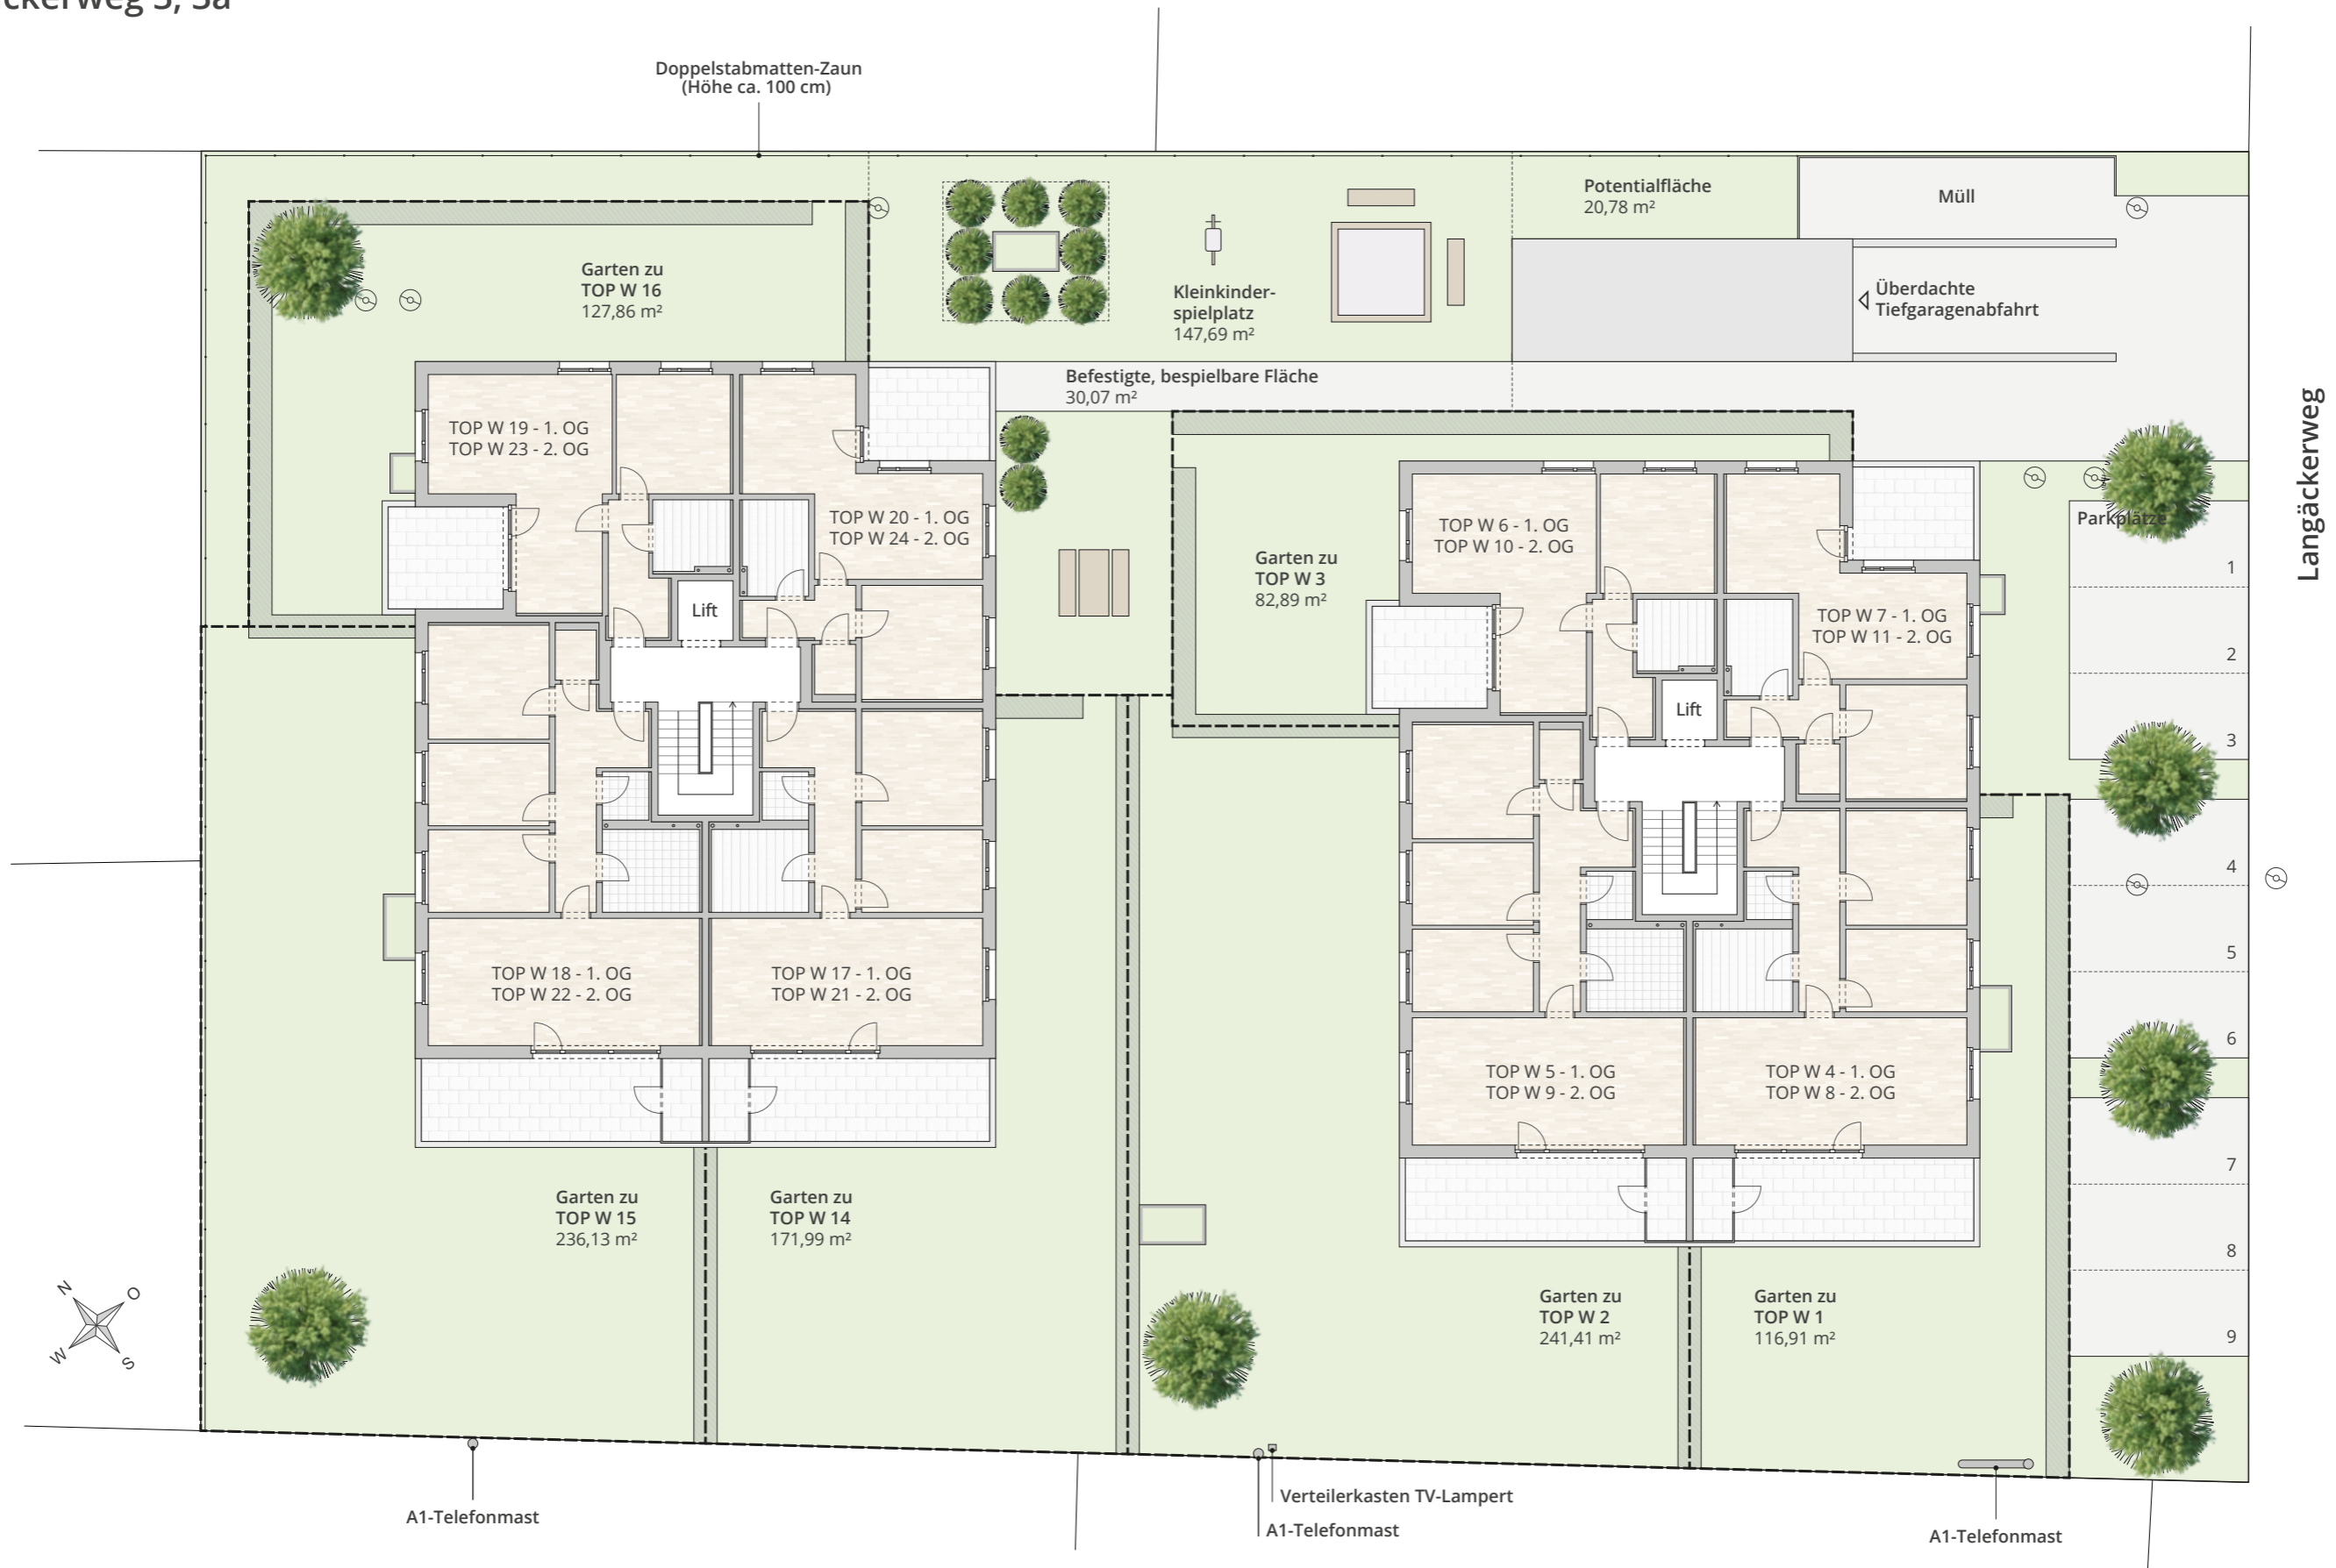 Doppelstabmatten-Zaun
(Höhe ca. 100 cm)
Potentialfläche
20,78 m²
Müll
Garten zu
TOP W 16
127,86 m²
Kleinkinder-
spielplatz
147,69 m²
Überdachte
Tiefgaragenabfahrt
Befestigte, bespielbare Fläche
30,07 m²
Langäckerweg
TOP W 19 - 1. OG
TOP W 23 - 2. OG
TOP W 20 - 1. OG
TOP W 24 - 2. OG
Lift
Garten zu
TOP W 3
82,89 m²
TOP W 6 - 1. OG
TOP W 10 - 2. OG
TOP W 7 - 1. OG
TOP W 11 - 2. OG
Lift
Parkplätze
1
2
3
4
5
6
7
8
9
TOP W 18 - 1. OG
TOP W 22 - 2. OG
TOP W 17 - 1. OG
TOP W 21 - 2. OG
TOP W 5 - 1. OG
TOP W 9 - 2. OG
TOP W 4 - 1. OG
TOP W 8 - 2. OG
Garten zu
TOP W 15
236,13 m²
Garten zu
TOP W 14
171,99 m²
Garten zu
TOP W 2
241,41 m²
Garten zu
TOP W 1
116,91 m²
N
O
W
S
A1-Telefonmast
Verteilerkasten TV-Lampert
A1-Telefonmast
A1-Telefonmast